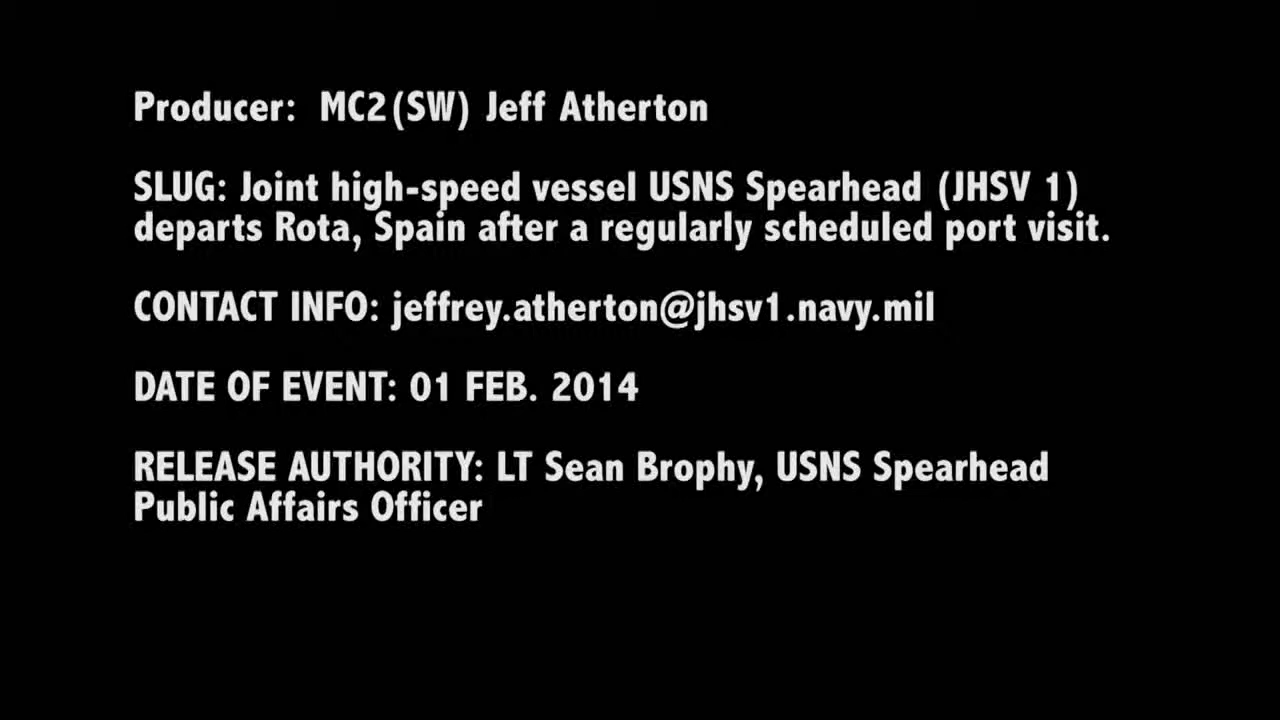 Producer:  MC2(SW) Jeff Atherton
SLUG: Joint high-speed vessel USNS Spearhead (JHSV 1)
departs Rota, Spain after a regularly scheduled port visit.
CONTACT INFO: jeffrey.atherton@jhsv1.navy.mil
DATE OF EVENT: 01 FEB. 2014
RELEASE AUTHORITY: LT Sean Brophy, USNS Spearhead
Public Affairs Officer